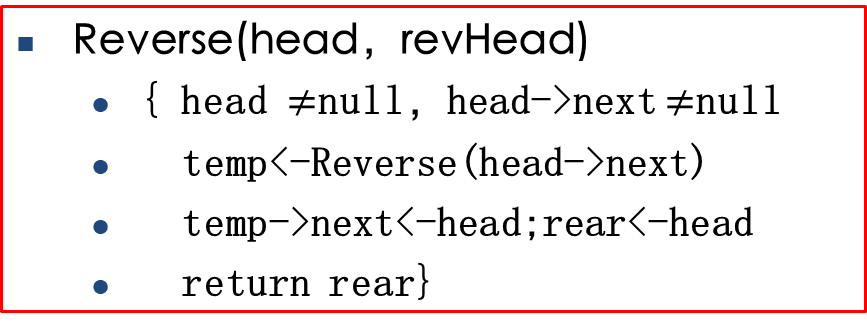 ▪ Reverse(head, revHead)
• { head ≠null, head->next≠null
• temp<-Reverse(head->next)
• temp->next<-head;rear<-head
• return rear}